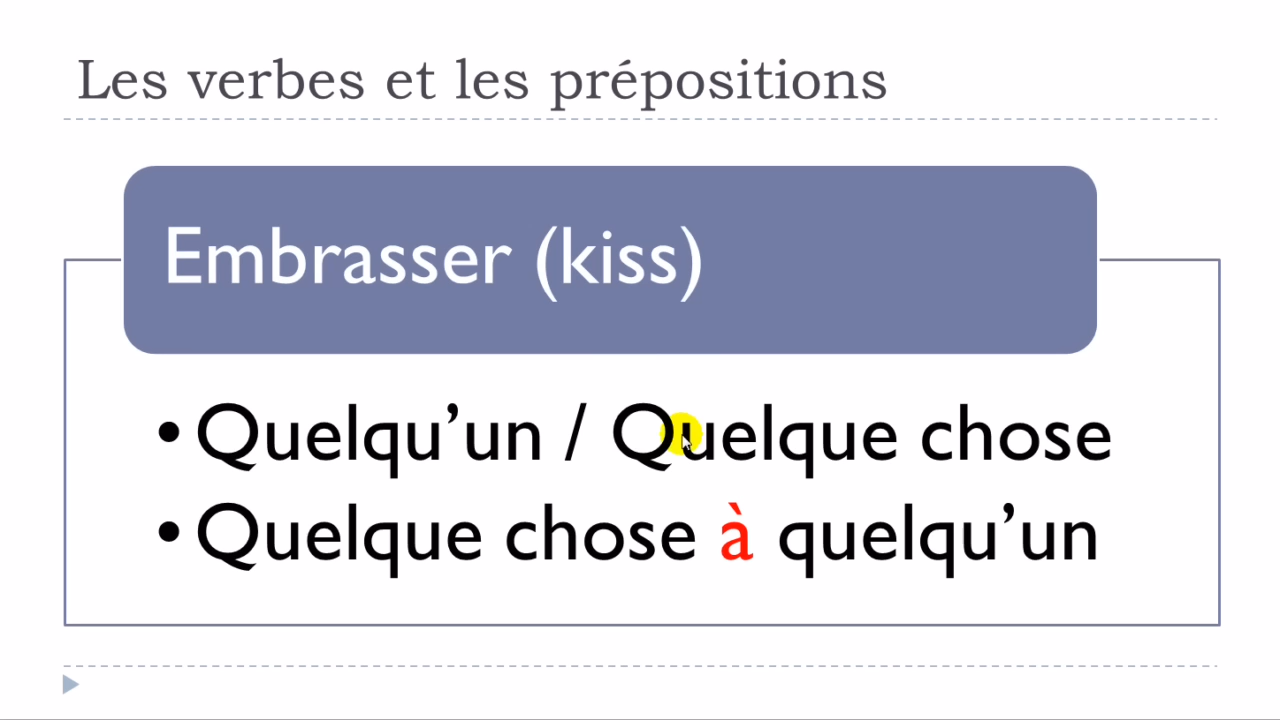 Les verbes et les prépositions
Embrasser (kiss)
• Quelqu’un / Quelque chose
• Quelque chose à quelqu’un